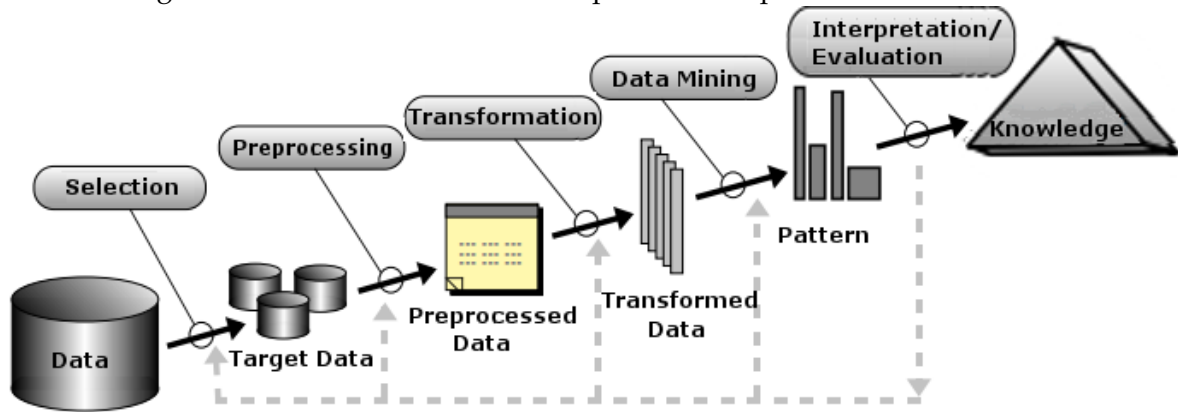 Interpretation/
Evaluation
Data Mining
Transformation
Knowledge
Preprocessing
Selection
Pattern
Transformed
Data
Preprocessed
Data
Target Data
Data